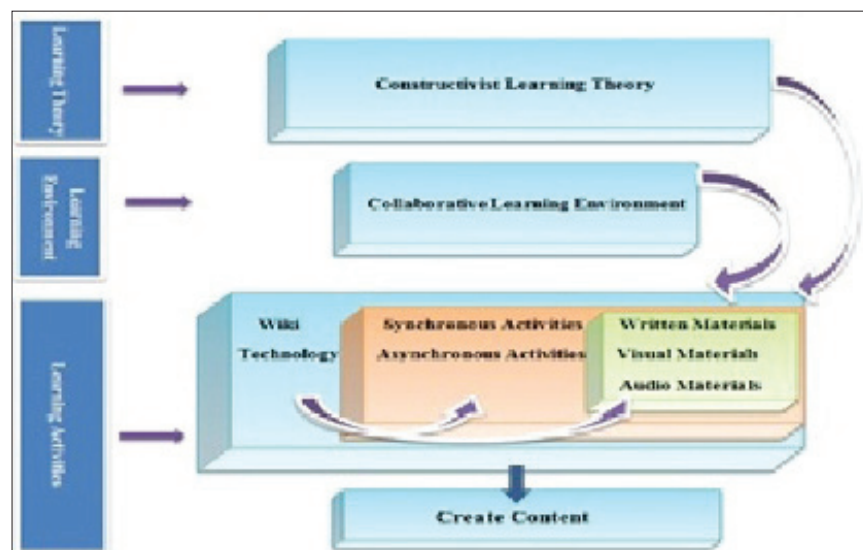 Learning Theory
Constructivist Learning Theory
Learning
Environment
Collaborative Learning Environment
Learning Activities
Wiki
Technology
Synchronous Activities
Asynchronous Activities
Written Materials
Visual Materials
Audio Materials
Create Content